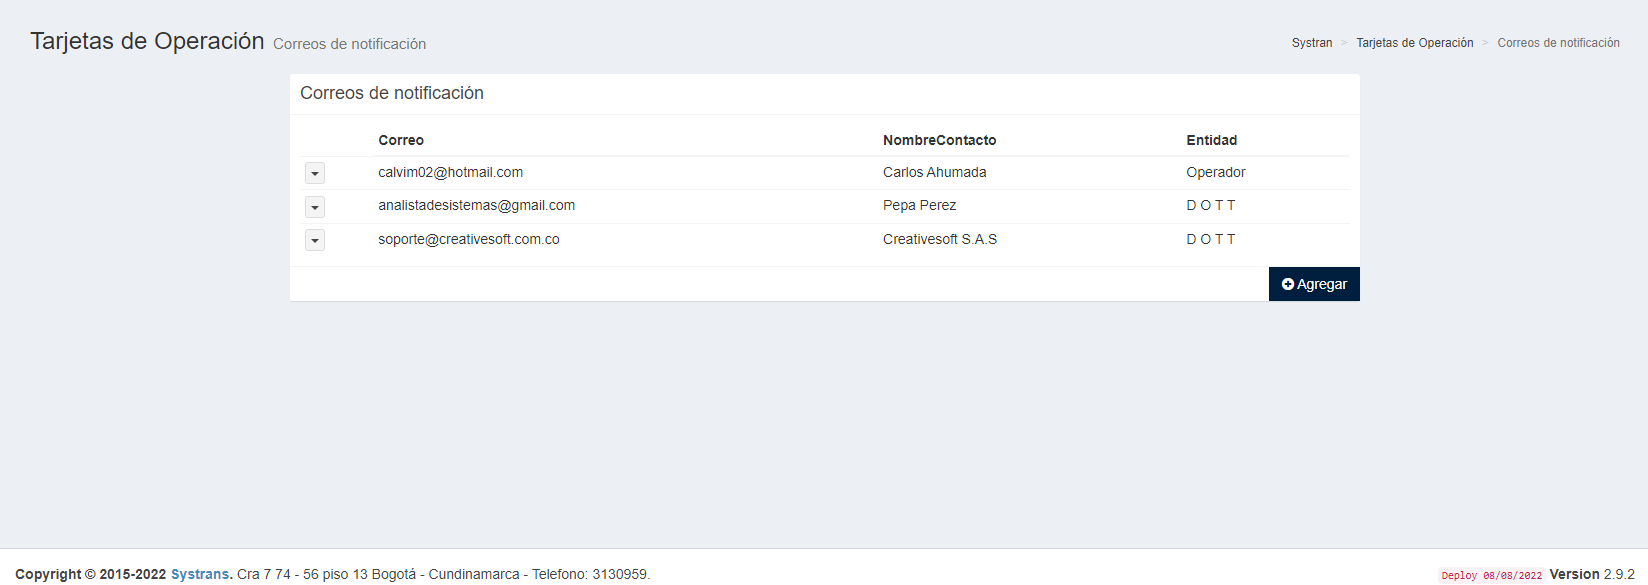 Tarjetas de Operación Correos de notificación
Systran > Tarjetas de Operación > Correos de notificación
Correos de notificación
Correo NombreContacto Entidad
calvim02@hotmail.com Carlos Ahumada Operador
analistadesistemas@gmail.com Pepa Perez D O T T
soporte@creativesoft.com.co Creativesoft S.A.S D O T T
Agregar
Copyright © 2015-2022 Systrans. Cra 7 74 - 56 piso 13 Bogotá - Cundinamarca - Telefono: 3130959.
Deploy 08/08/2022 Version 2.9.2